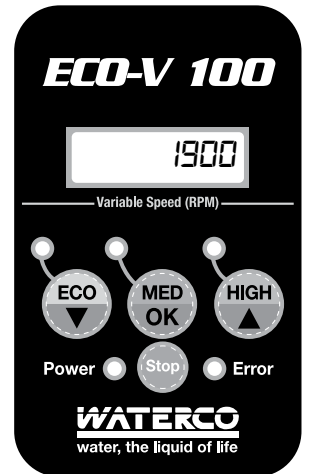 ECO-V 100
1900
Variable Speed (RPM)
ECO MED OK HIGH
Power Stop Error
WATERCO
water, the liquid of life